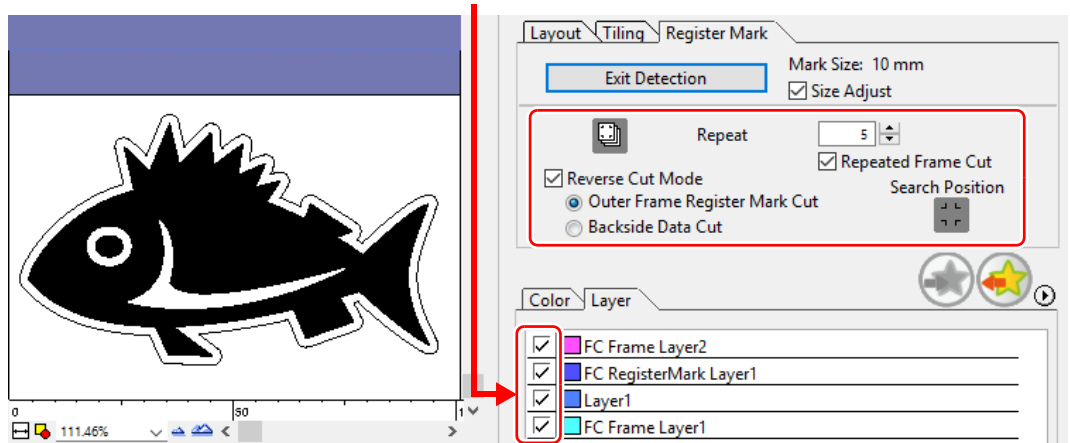 Layout Tiling Register Mark
Exit Detection
Mark Size: 10 mm
Size Adjust
Repeat 5
Repeated Frame Cut
Reverse Cut Mode
Search Position
Outer Frame Register Mark Cut
Backside Data Cut
Color Layer
FC Frame Layer2
FC RegisterMark Layer1
Layer1
FC Frame Layer1
0 50 1
111.46%